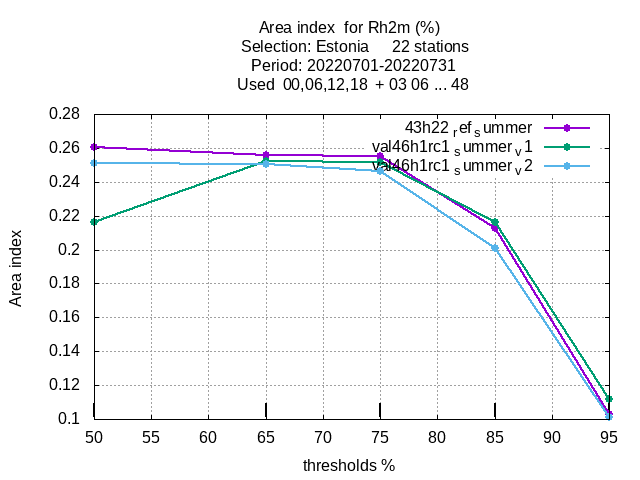 Area index  for Rh2m (%)
Selection: Estonia     22 stations
Period: 20220701-20220731
Used  00,06,12,18  + 03 06 ... 48
0.28
0.26
0.24
0.22
0.2
0.18
0.16
0.14
0.12
0.1
Area index
43h22 ref summer
val46h1rc1 summer v1
val46h1rc1 summer v2
50 55 60 65 70 75 80 85 90 95
thresholds %